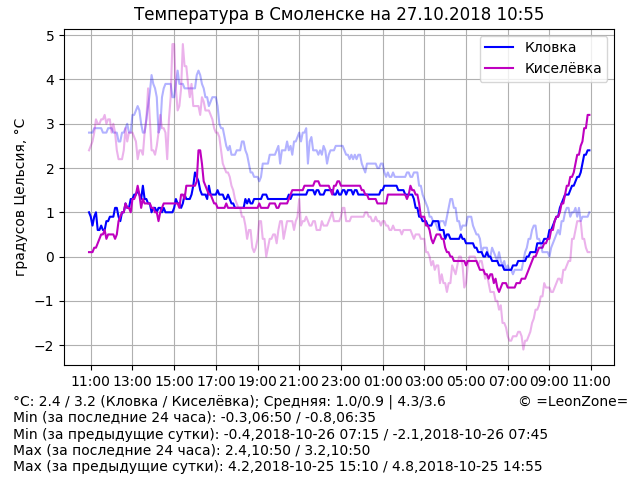 Температура в Смоленске на 27.10.2018 10:55
градусов Цельсия, °C
5
4
3
2
1
0
−1
−2
Кловка
Киселёвка
11:00 13:00 15:00 17:00 19:00 21:00 23:00 01:00 03:00 05:00 07:00 09:00 11:00
°C: 2.4 / 3.2 (Кловка / Киселёвка); Средняя: 1.0/0.9 | 4.3/3.6 © =LeonZone=
Min (за последние 24 часа): -0.3,06:50 / -0.8,06:35
Min (за предыдущие сутки): -0.4,2018-10-26 07:15 / -2.1,2018-10-26 07:45
Max (за последние 24 часа): 2.4,10:50 / 3.2,10:50
Max (за предыдущие сутки): 4.2,2018-10-25 15:10 / 4.8,2018-10-25 14:55